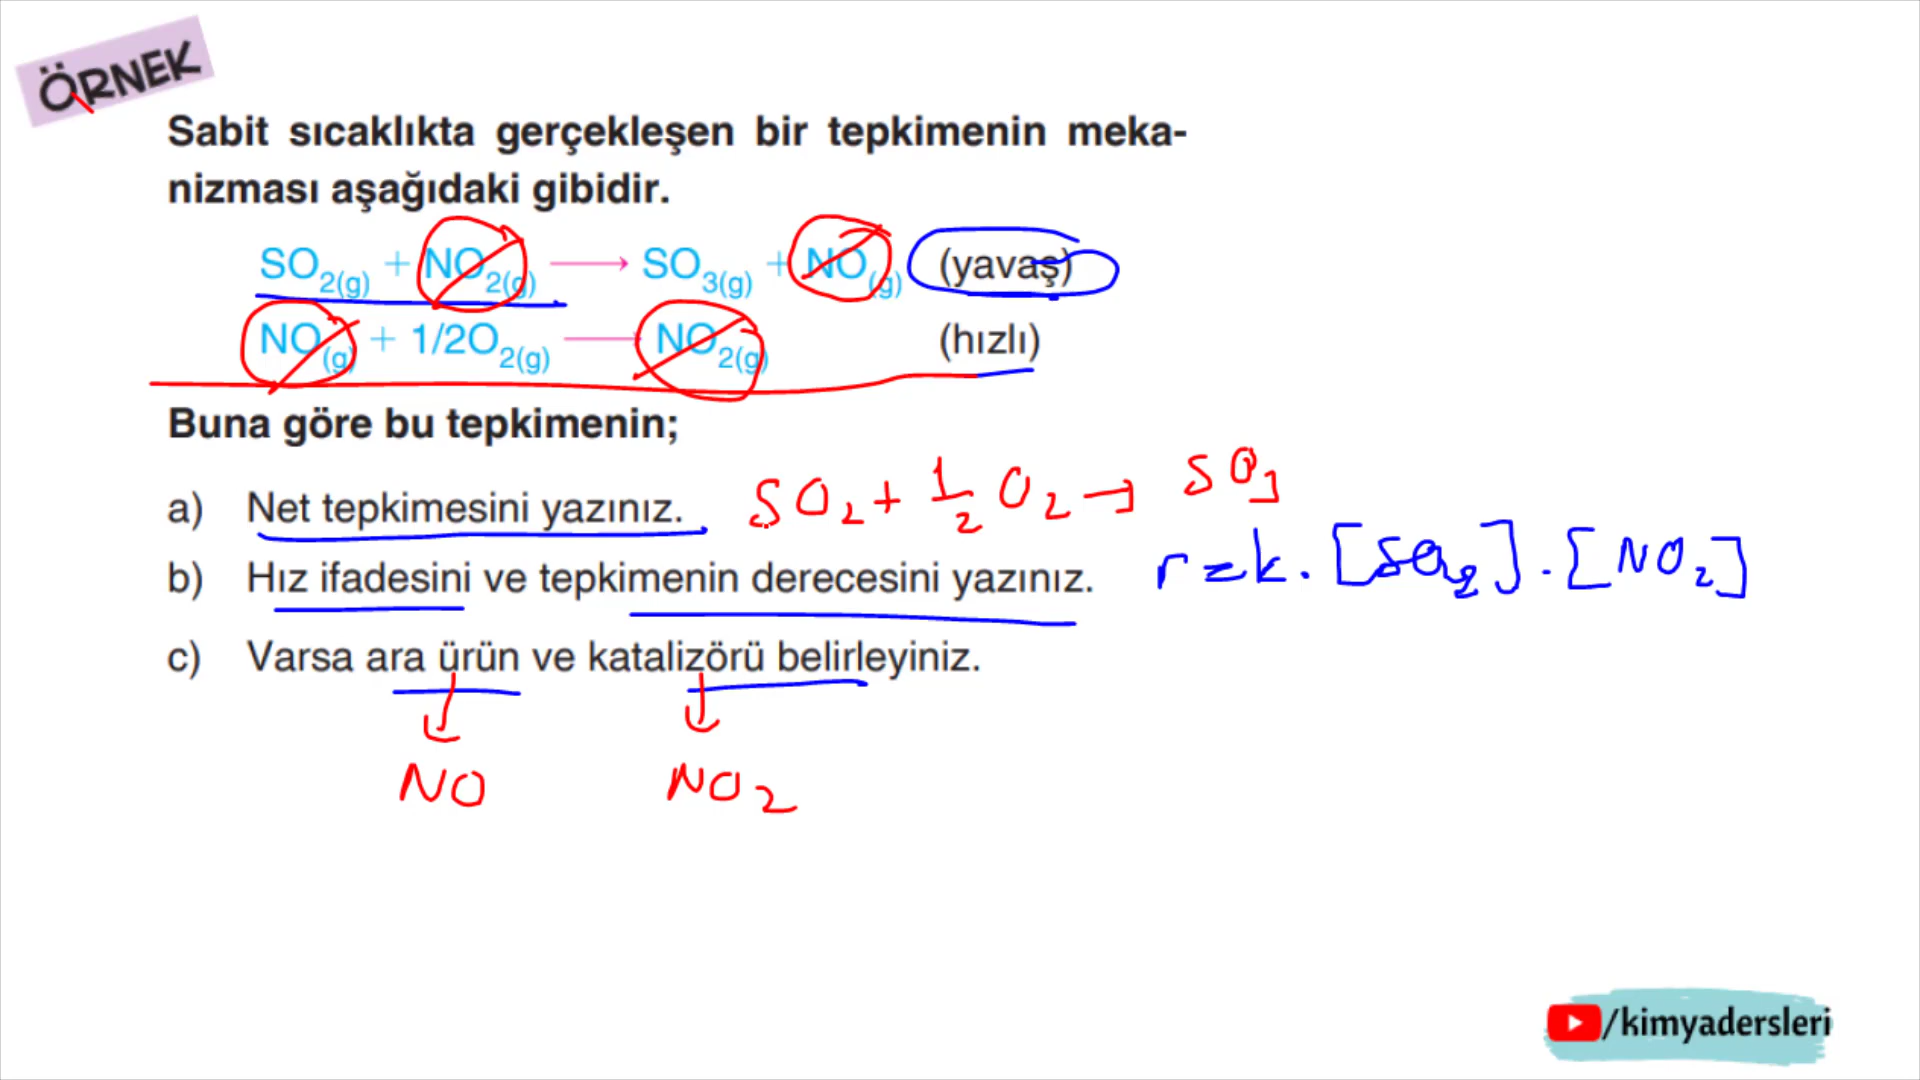 ÖRNEK
Sabit sıcaklıkta gerçekleşen bir tepkimenin meka-
nizması aşağıdaki gibidir.
SO2(g) + NO2(g) → SO3(g) + NO(g) (yavaş)
NO(g) + 1/2O2(g) → NO2(g) (hızlı)
Buna göre bu tepkimenin;
a) Net tepkimesini yazınız. SO2 + 1/2 O2 → SO3
b) Hız ifadesini ve tepkimenin derecesini yazınız. r = k . [SO2] . [NO2]
c) Varsa ara ürün ve katalizörü belirleyiniz.
NO NO2
/kimyadersleri